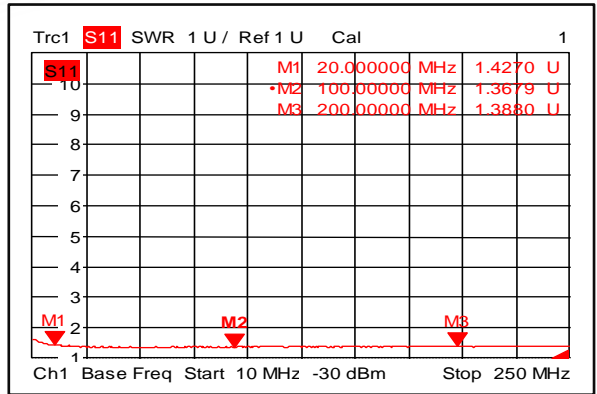 Trc1 S11 SWR 1 U / Ref 1 U Cal 1
S11
M1 20.000000 MHz 1.4270 U
•M2 100.00000 MHz 1.3679 U
M3 200.00000 MHz 1.3880 U
10
9
8
7
6
5
4
3
2
1
M1 M2 M3
Ch1 Base Freq Start 10 MHz -30 dBm Stop 250 MHz